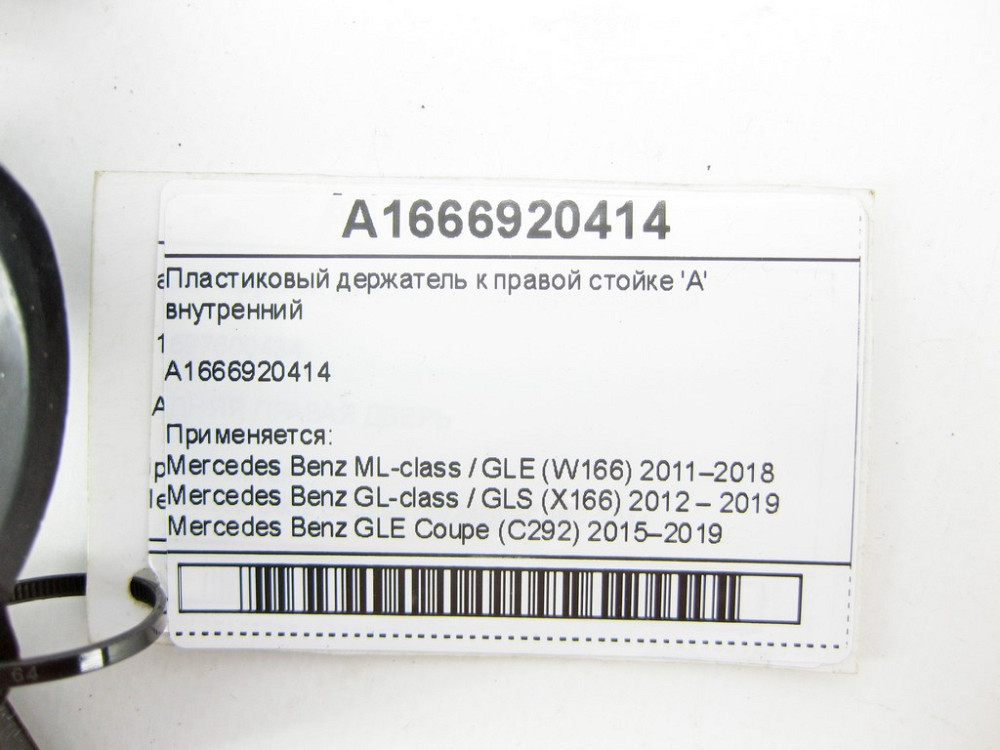 A1666920414
Пластиковый держатель к правой стойке 'А'
внутренний
A1666920414
Применяется:
Mercedes Benz ML-class / GLE (W166) 2011–2018
Mercedes Benz GL-class / GLS (X166) 2012 – 2019
Mercedes Benz GLE Coupe (C292) 2015–2019
64